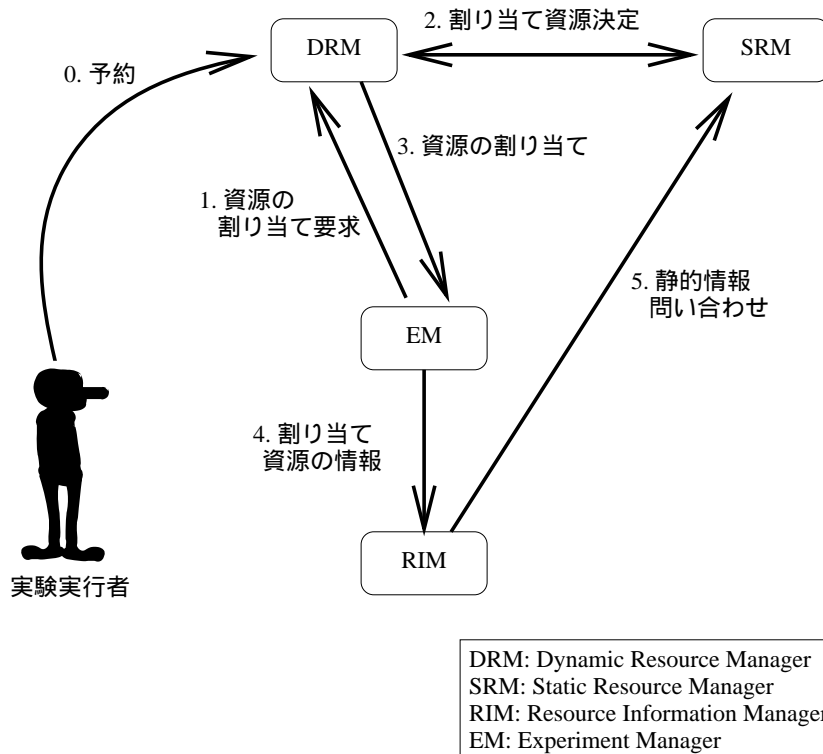 2. 割り当て資源決定
DRM
SRM
0. 予約
3. 資源の割り当て
1. 資源の
割り当て要求
5. 静的情報
問い合わせ
EM
4. 割り当て
資源の情報
RIM
実験実行者
DRM: Dynamic Resource Manager
SRM: Static Resource Manager
RIM: Resource Information Manager
EM: Experiment Manager